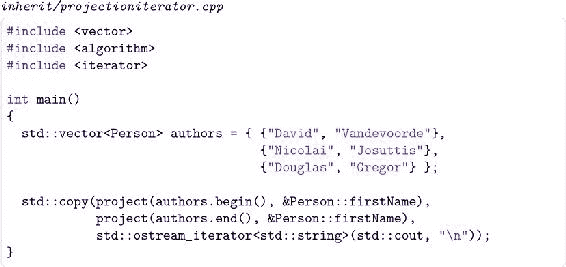 inherit/projectioniterator.cpp
#include <vector>
#include <algorithm>
#include <iterator>
int main()
{
  std::vector<Person> authors = { {"David", "Vandevoorde"},
                                  {"Nicolai", "Josuttis"},
                                  {"Douglas", "Gregor"} };
  std::copy(project(authors.begin(), &Person::firstName),
            project(authors.end(), &Person::firstName),
            std::ostream_iterator<std::string>(std::cout, "\n"));
}